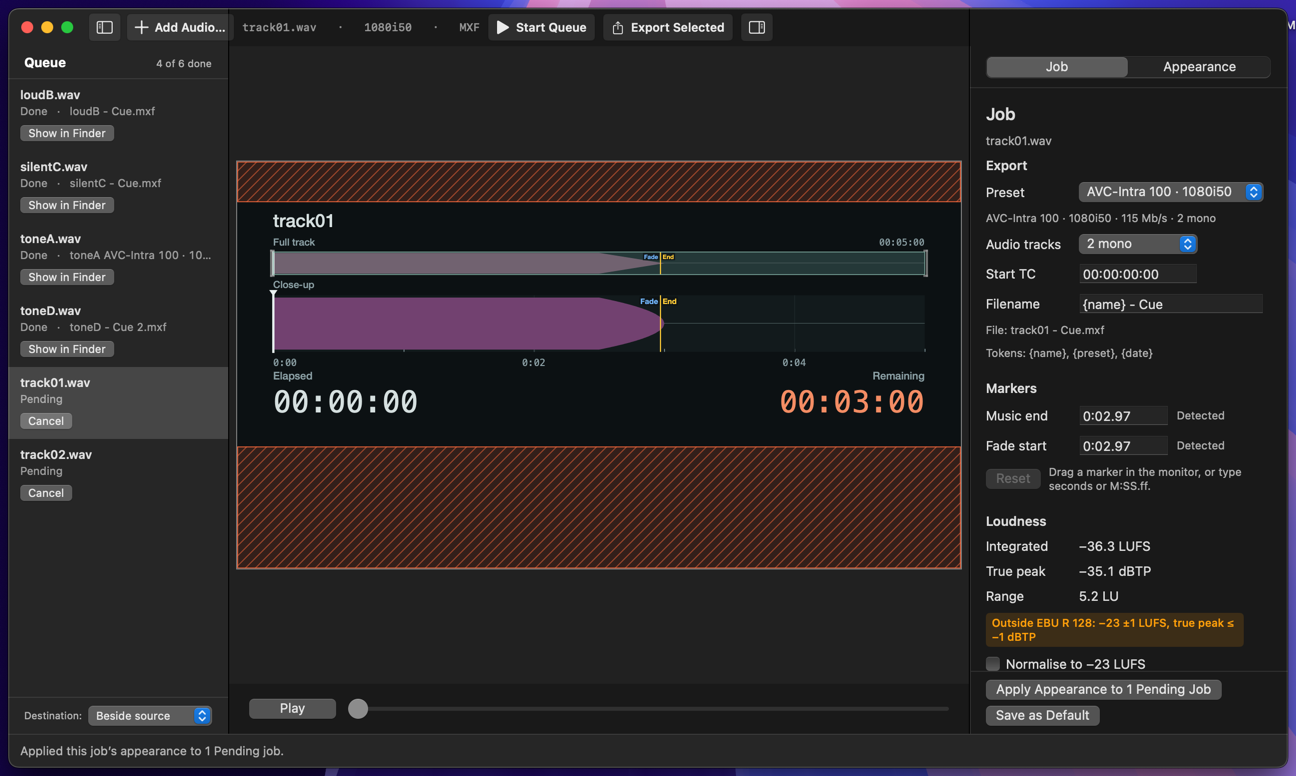 Add Audio...
track01.wav · 1080i50 · MXF
Start Queue
Export Selected
Queue
4 of 6 done
loudB.wav
Done · loudB - Cue.mxf
Show in Finder
silentC.wav
Done · silentC - Cue.mxf
Show in Finder
toneA.wav
Done · toneA AVC-Intra 100 · 10...
Show in Finder
toneD.wav
Done · toneD - Cue 2.mxf
Show in Finder
track01.wav
Pending
Cancel
track02.wav
Pending
Cancel
Destination: Beside source
Applied this job's appearance to 1 Pending job.
track01
Full track
00:05:00
Fade End
Close-up
Fade End
0:00 0:02 0:04
Elapsed
Remaining
00:00:00
00:03:00
Play
Job
Appearance
Job
track01.wav
Export
Preset AVC-Intra 100 · 1080i50
AVC-Intra 100 · 1080i50 · 115 Mb/s · 2 mono
Audio tracks 2 mono
Start TC 00:00:00:00
Filename {name} - Cue
File: track01 - Cue.mxf
Tokens: {name}, {preset}, {date}
Markers
Music end 0:02.97 Detected
Fade start 0:02.97 Detected
Reset
Drag a marker in the monitor, or type
seconds or M:SS.ff.
Loudness
Integrated −36.3 LUFS
True peak −35.1 dBTP
Range 5.2 LU
Outside EBU R 128: −23 ±1 LUFS, true peak ≤
−1 dBTP
Normalise to −23 LUFS
Apply Appearance to 1 Pending Job
Save as Default
M